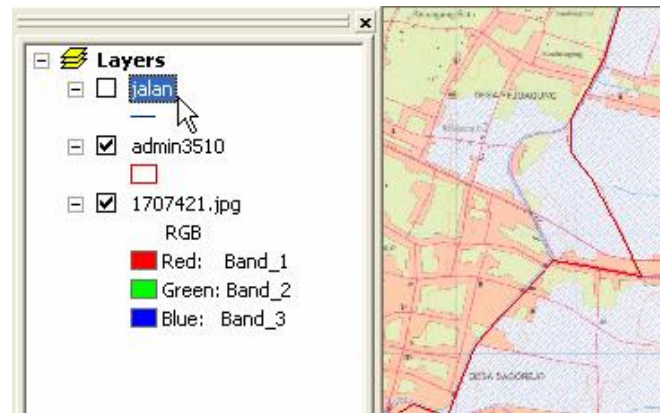 Layers
jalan
admin3510
1707421.jpg
RGB
Red: Band_1
Green: Band_2
Blue: Band_3
DESA SAGOREJO